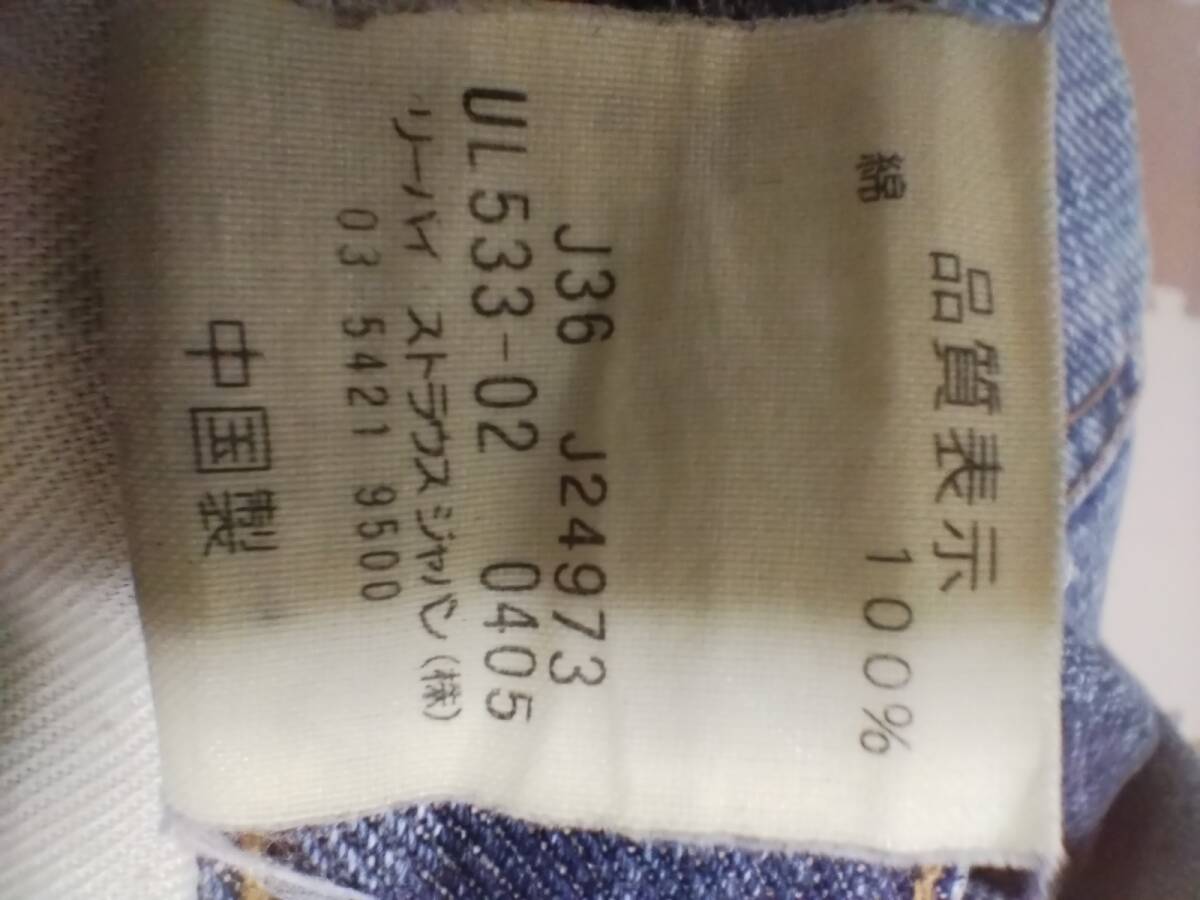 品質表示
綿 100%
J36 J24973
UL533-02 0405
リーバイ ストラウス ジャパン(株)
03 5421 9500
中国製